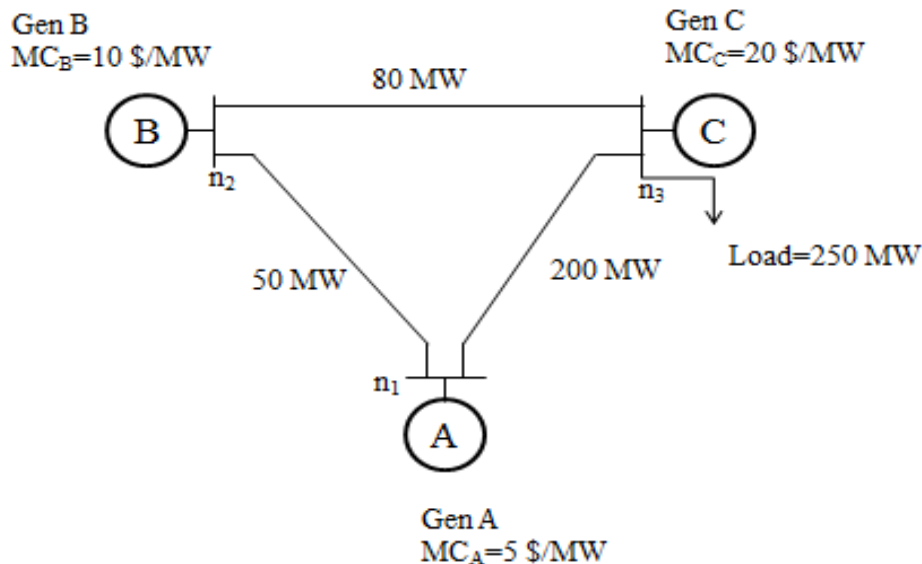 Gen B
MC_B=10 $/MW
Gen C
MC_C=20 $/MW
80 MW
B
C
n₂
n₃
50 MW
200 MW
Load=250 MW
n₁
A
Gen A
MC_A=5 $/MW